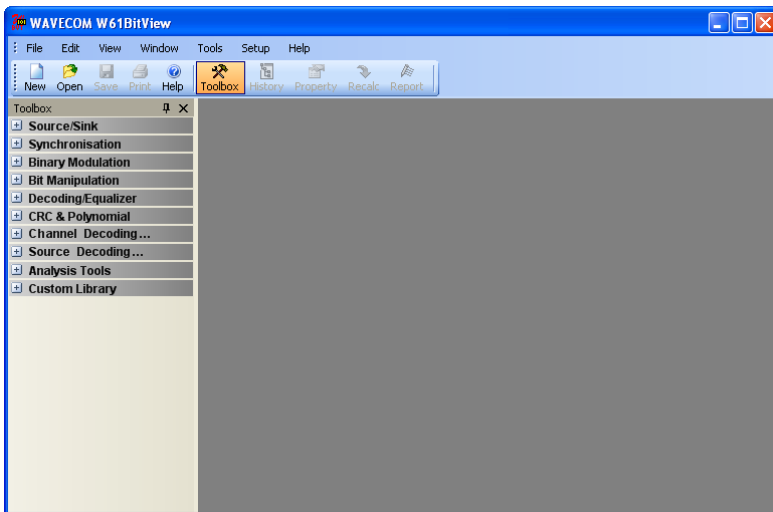 WAVECOM W61BitView
File Edit View Window Tools Setup Help
New Open Save Print Help Toolbox History Property Recalc Report
Toolbox
Source/Sink
Synchronisation
Binary Modulation
Bit Manipulation
Decoding/Equalizer
CRC & Polynomial
Channel Decoding...
Source Decoding...
Analysis Tools
Custom Library